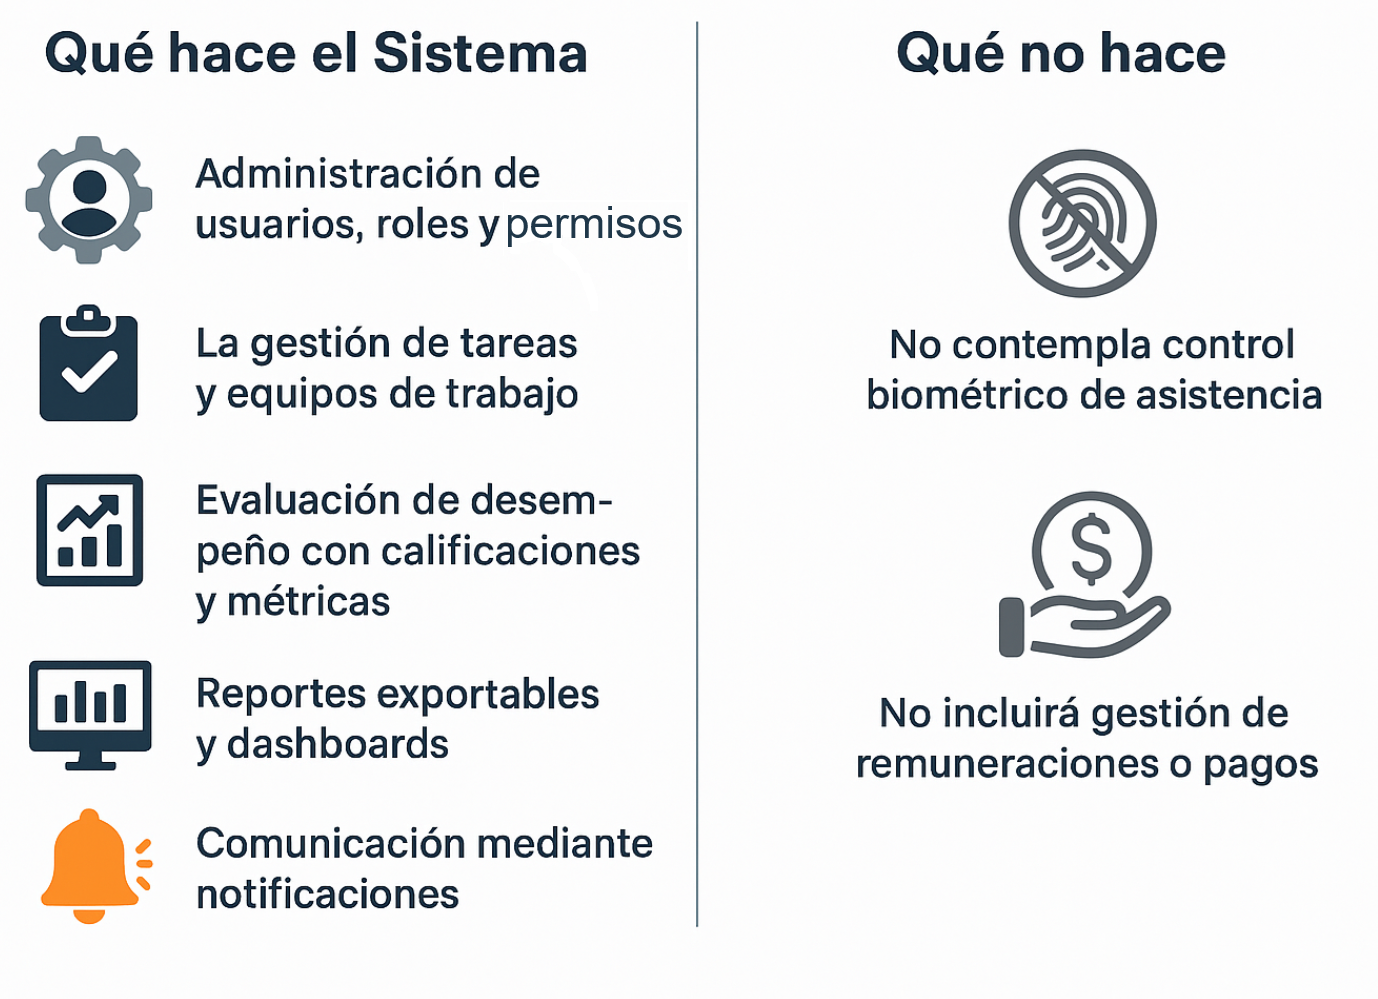 Qué hace el Sistema
Administración de
usuarios, roles y permisos
La gestión de tareas
y equipos de trabajo
Evaluación de desem-
peño con calificaciones
y métricas
Reportes exportables
y dashboards
Comunicación mediante
notificaciones
Qué no hace
No contempla control
biométrico de asistencia
$
No incluirá gestión de
remuneraciones o pagos